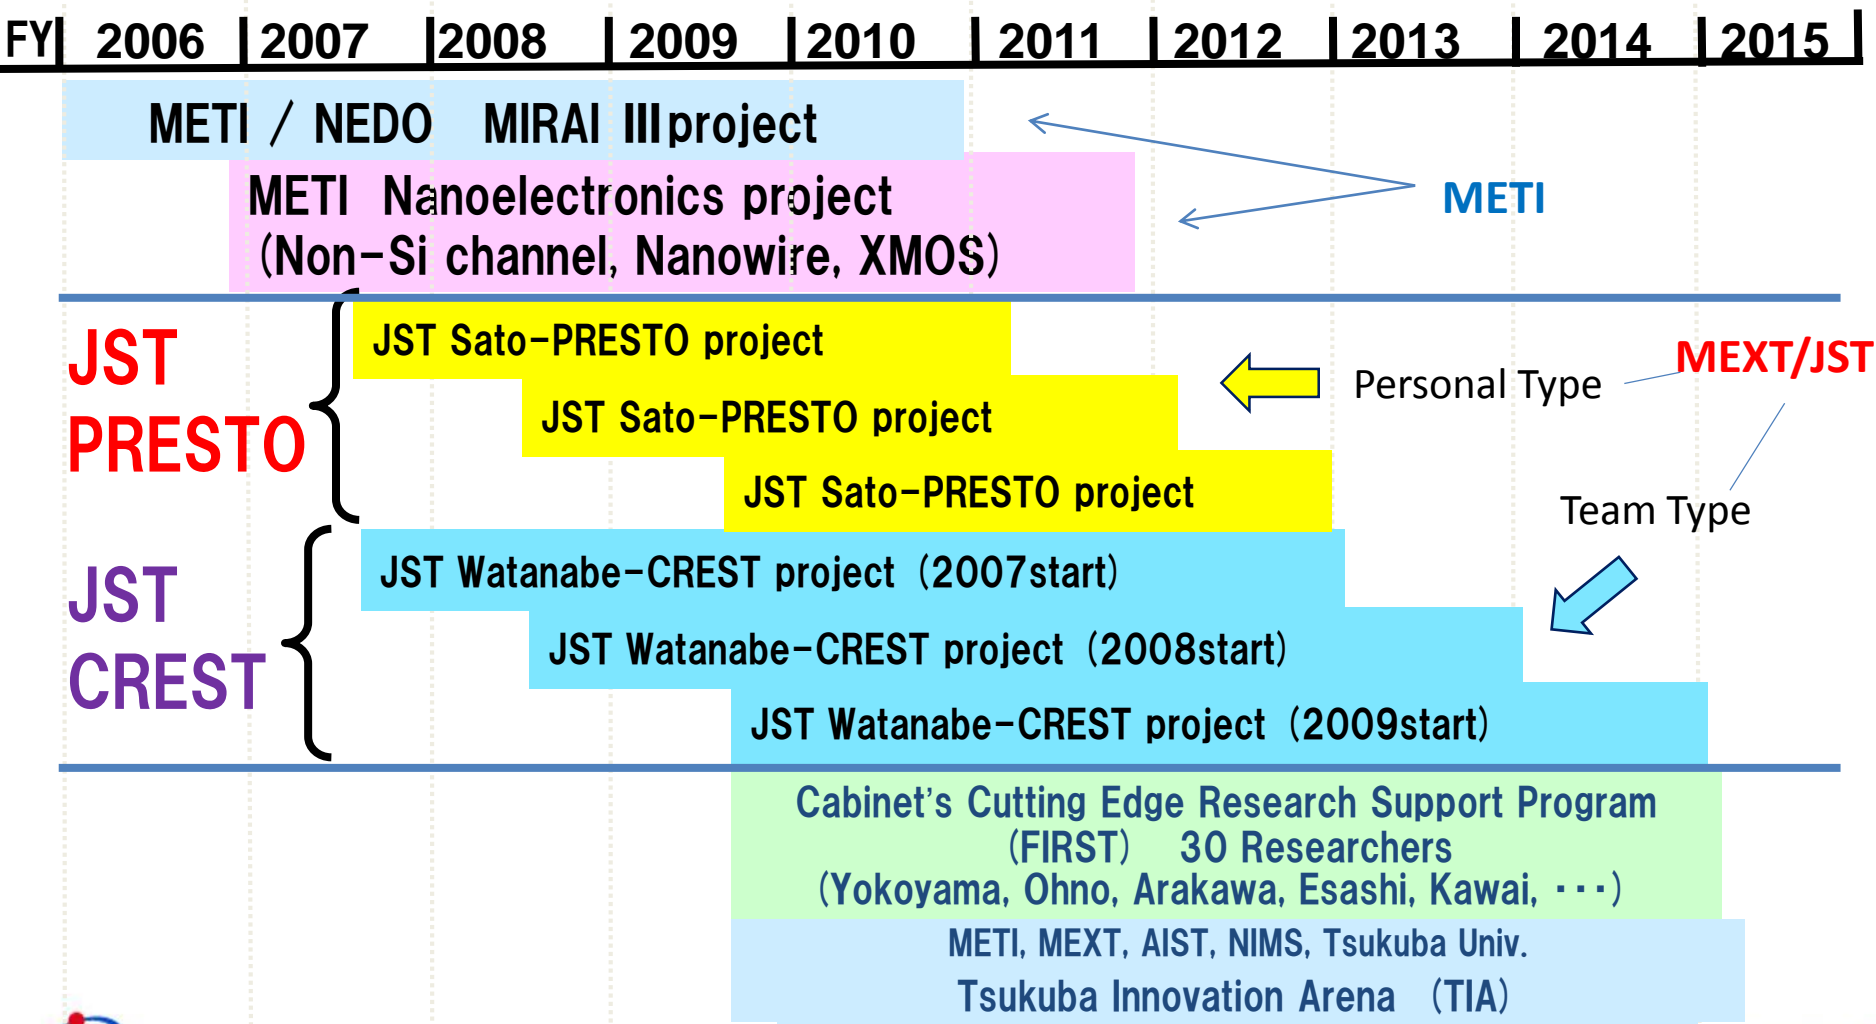 FY 2006 2007 2008 2009 2010 2011 2012 2013 2014 2015
METI / NEDO MIRAI III project
METI Nanoelectronics project
(Non-Si channel, Nanowire, XMOS)
METI
JST
PRESTO
JST Sato-PRESTO project
JST Sato-PRESTO project
JST Sato-PRESTO project
MEXT/JST
Personal Type
Team Type
JST
CREST
JST Watanabe-CREST project (2007start)
JST Watanabe-CREST project (2008start)
JST Watanabe-CREST project (2009start)
Cabinet's Cutting Edge Research Support Program
(FIRST) 30 Researchers
(Yokoyama, Ohno, Arakawa, Esashi, Kawai, ･･･)
METI, MEXT, AIST, NIMS, Tsukuba Univ.
Tsukuba Innovation Arena (TIA)